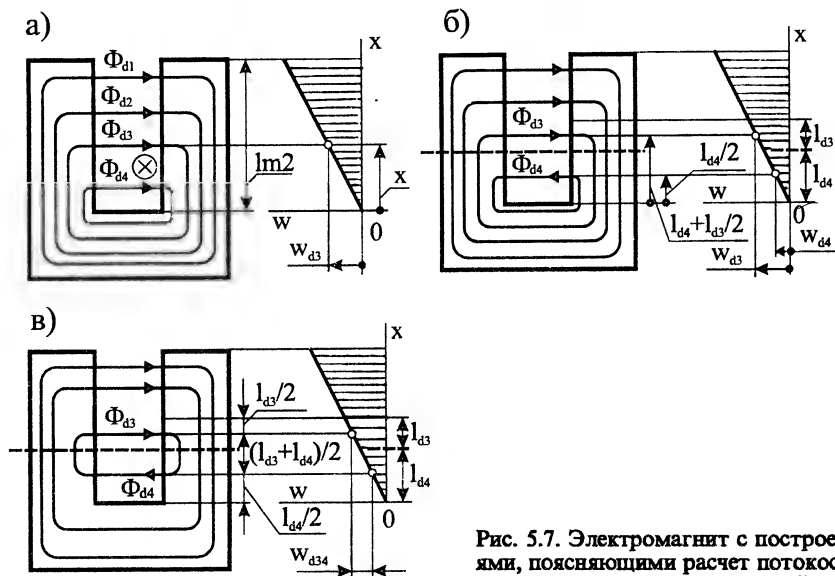 а)
Φd1
Φd2
Φd3
Φd4
lm2
x
x
w
0
wd3
б)
Φd3
Φd4
x
ld3
ld4
ld4/2
w
0
ld4+ld3/2
wd4
wd3
в)
Φd3
Φd4
x
ld3/2
(ld3+ld4)/2
ld4/2
ld3
ld4
w
0
wd34
Рис. 5.7. Электромагнит с построе
ями, поясняющими расчет потокос